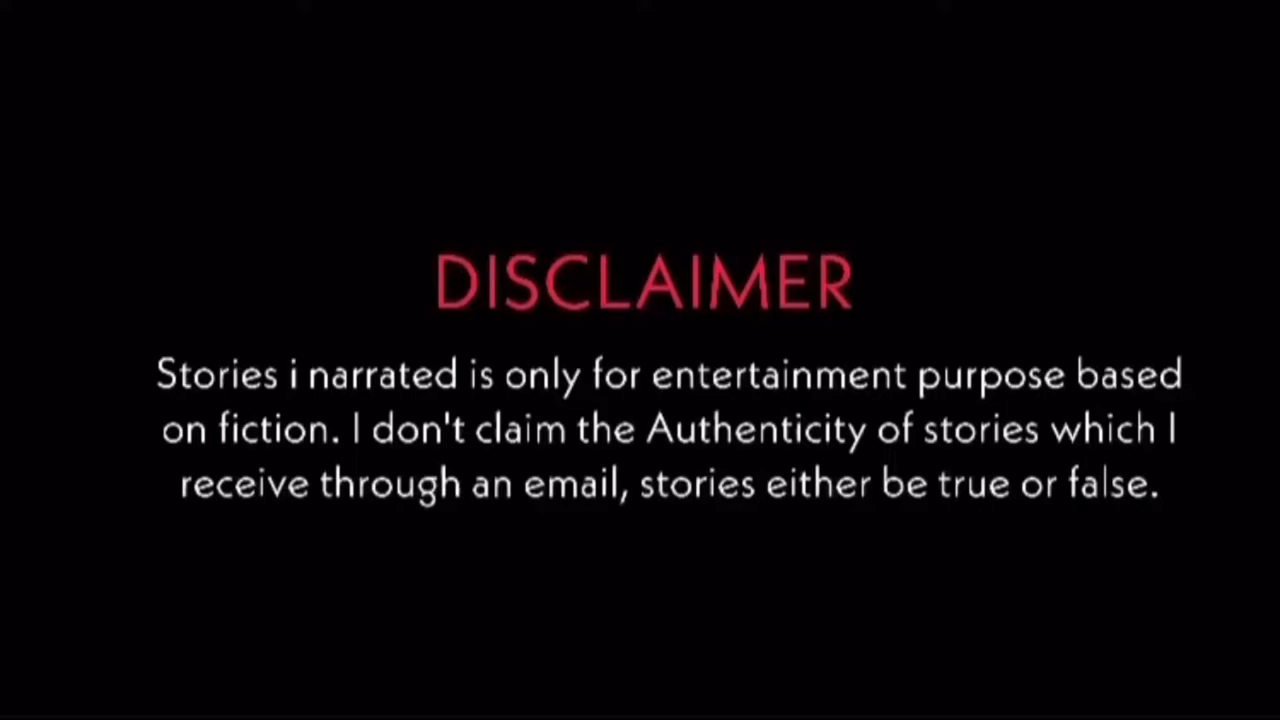 DISCLAIMER
Stories i narrated is only for entertainment purpose based
on fiction. I don't claim the Authenticity of stories which I
receive through an email, stories either be true or false.